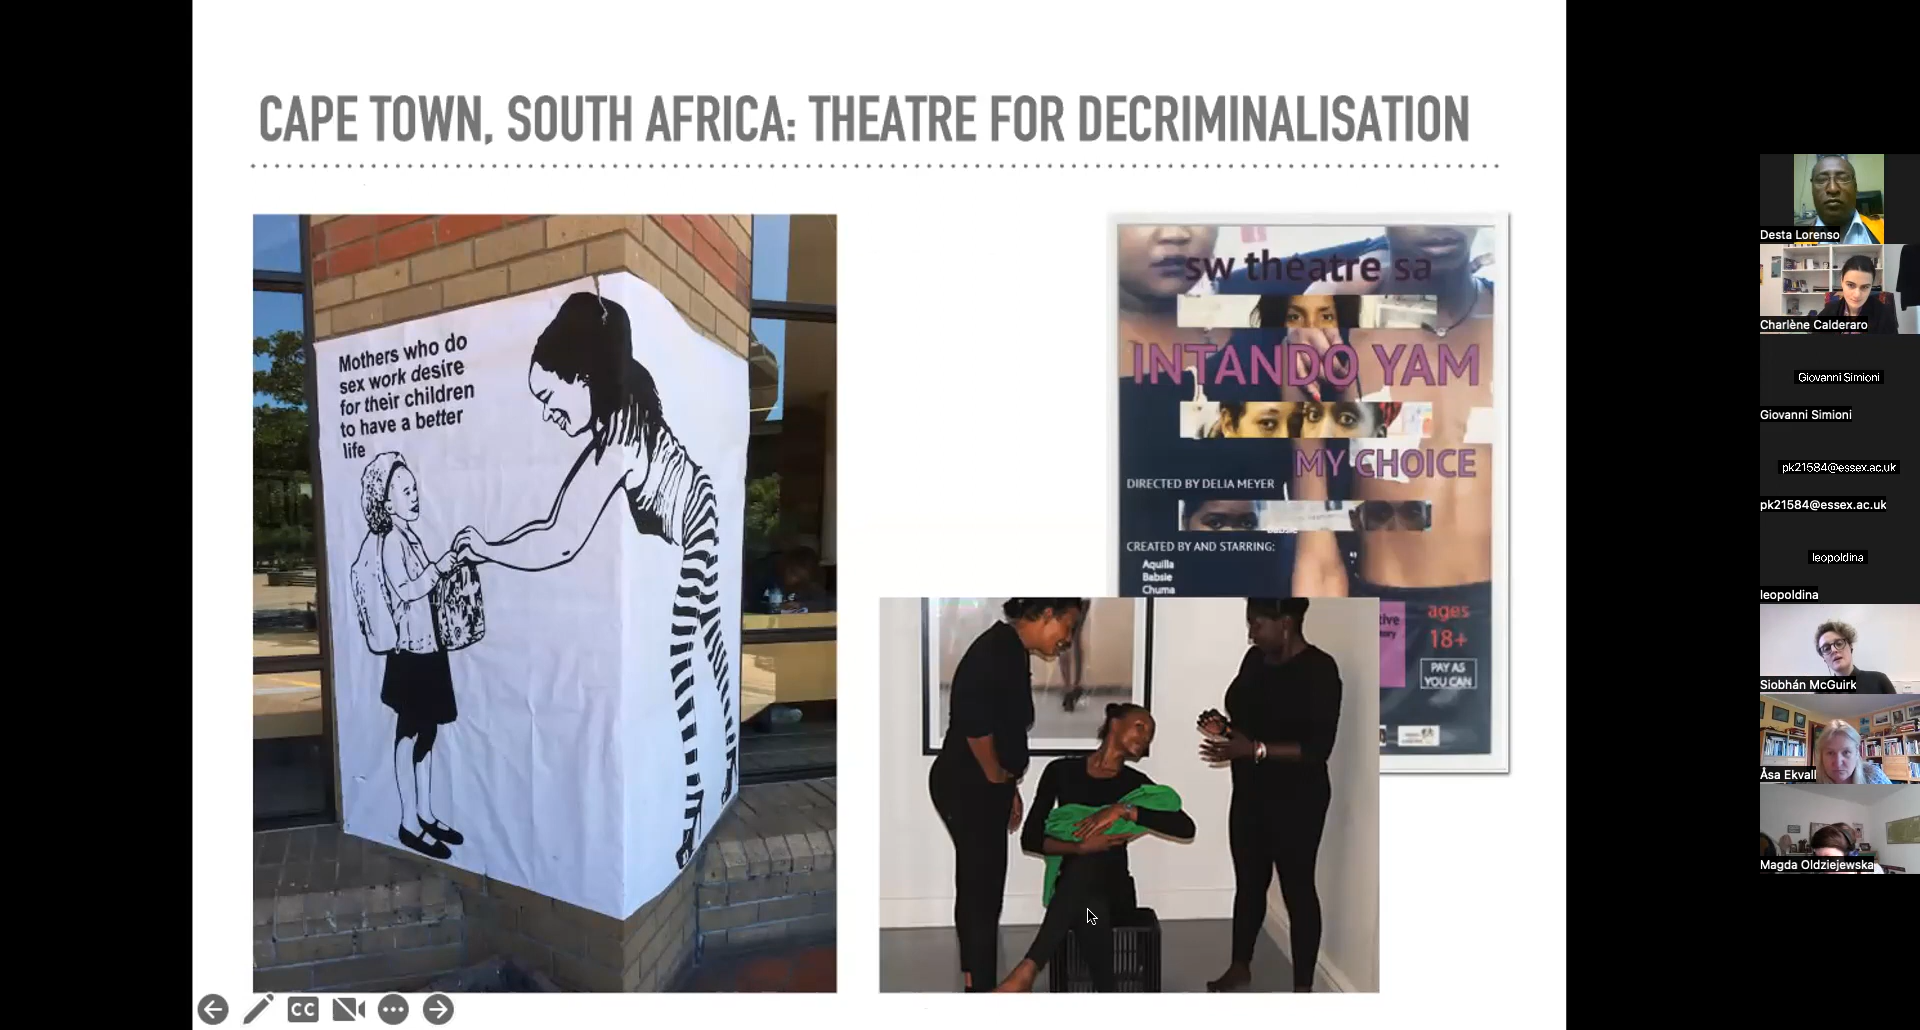 CAPE TOWN, SOUTH AFRICA: THEATRE FOR DECRIMINALISATION
Mothers who do
sex work desire
for their children
to have a better
life
sw theatre sa
INTANDO YAM
MY CHOICE
DIRECTED BY DELIA MEYER
CREATED BY AND STARRING:
Aquilla
Babsie
Chuma
ages
18+
PAY AS
YOU CAN
CC
Desta Lorenso
Charlène Calderaro
Giovanni Simioni
Giovanni Simioni
pk21584@essex.ac.uk
pk21584@essex.ac.uk
leopoldina
leopoldina
Siobhán McGuirk
Åsa Ekvall
Magda Oldziejewska